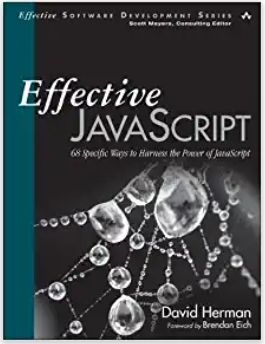 Effective Software Development Series
Scott Meyers, Consulting Editor
Effective
JAVASCRIPT
68 Specific Ways to Harness the Power of JavaScript
David Herman
Foreword by Brendan Eich